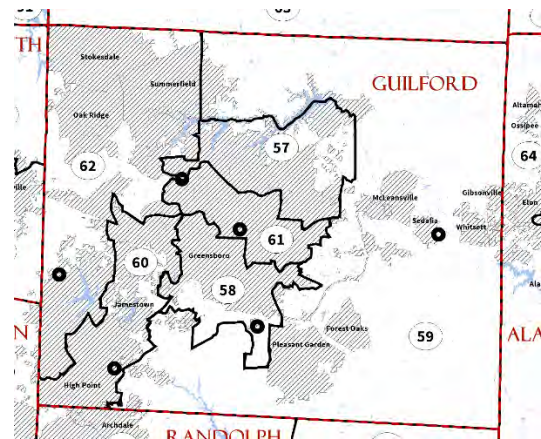 TH
Stokesdale
Summerfield
GUILFORD
Oak Ridge
57
Altamah
Ossipee
62
64
McLeansville
Gibsonville
Elon
ville
Sedalia
Whitsett
61
60
Greensboro
58
Jamestown
Forest Oaks
59
N
ALA
Pleasant Garden
High Point
Archdale
RANDOLPH